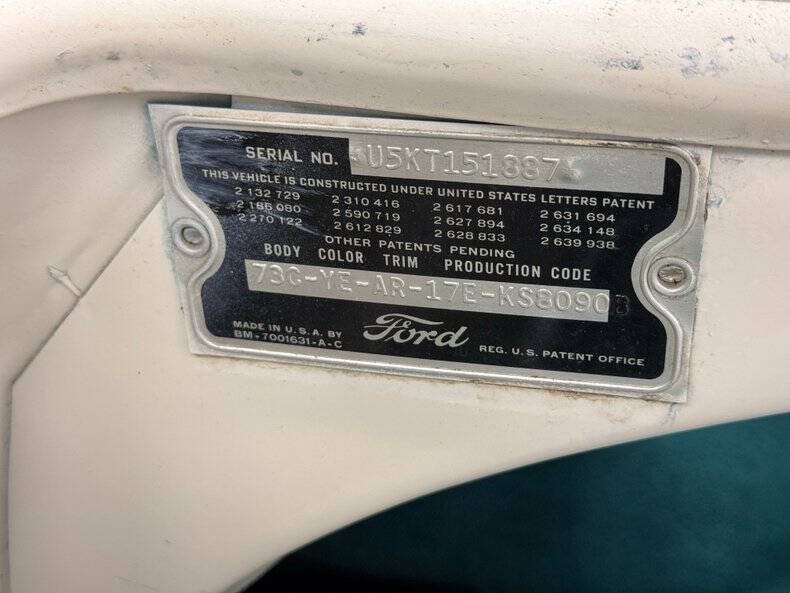 SERIAL NO. U5KT151887
THIS VEHICLE IS CONSTRUCTED UNDER UNITED STATES LETTERS PATENT
2 132 729 2 310 416 2 617 681 2 631 694
2 186 080 2 590 719 2 627 894 2 634 148
2 270 122 2 612 829 2 628 833 2 639 938
OTHER PATENTS PENDING
BODY COLOR TRIM PRODUCTION CODE
73C-YE-AR-17E-KS8090B
MADE IN U.S.A. BY Ford
BM-7001631-A-C REG. U.S. PATENT OFFICE